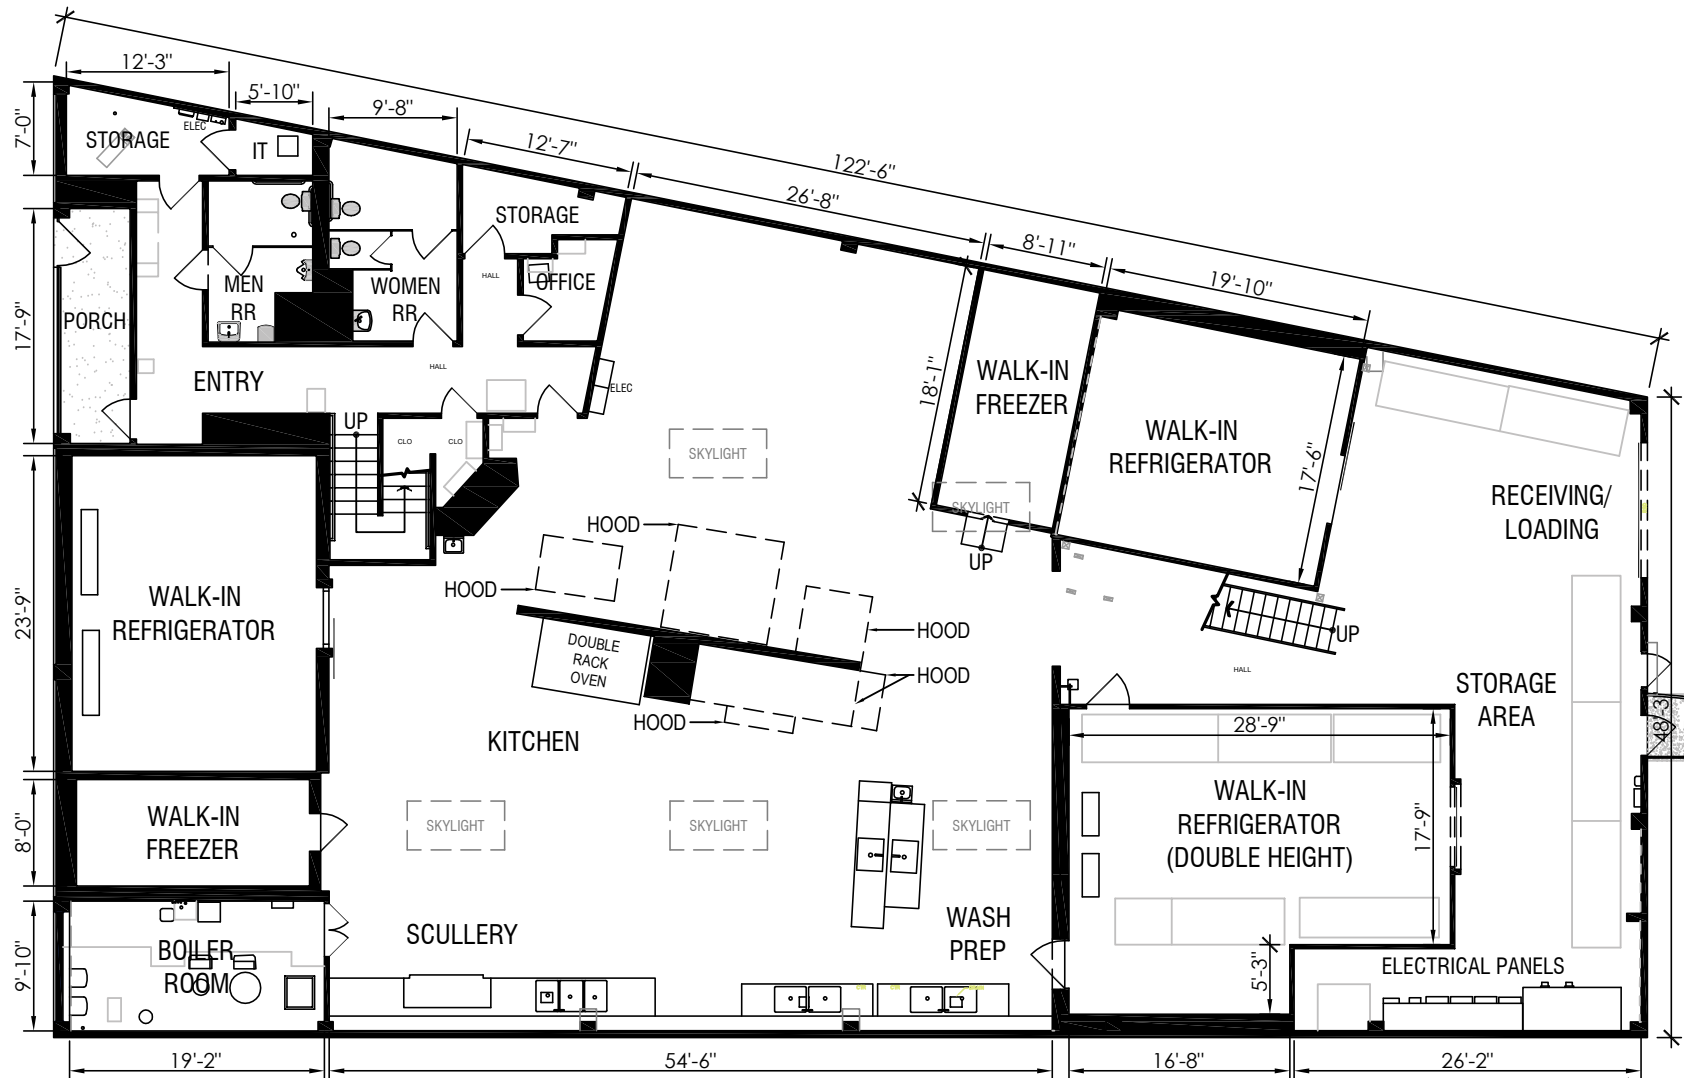 12'-3"
5'-10"
9'-8"
12'-7"
122'-6"
26'-8"
8'-11"
19'-10"
7'-0"
STORAGE
ELEC
IT
STORAGE
HALL
OFFICE
MEN
RR
WOMEN
RR
17'-9"
PORCH
ENTRY
HALL
ELEC
UP
CLO
CLO
18'-1"
WALK-IN
FREEZER
WALK-IN
REFRIGERATOR
17'-6"
SKYLIGHT
SKYLIGHT
UP
RECEIVING/
LOADING
HOOD
HOOD
HOOD
HOOD
HOOD
23'-9"
WALK-IN
REFRIGERATOR
DOUBLE
RACK
OVEN
UP
HALL
STORAGE
AREA
48'-3"
KITCHEN
28'-9"
WALK-IN
REFRIGERATOR
(DOUBLE HEIGHT)
17'-9"
8'-0"
WALK-IN
FREEZER
SKYLIGHT
SKYLIGHT
SKYLIGHT
9'-10"
BOILER
ROOM
SCULLERY
WASH
PREP
5'-3"
ELECTRICAL PANELS
19'-2"
54'-6"
16'-8"
26'-2"